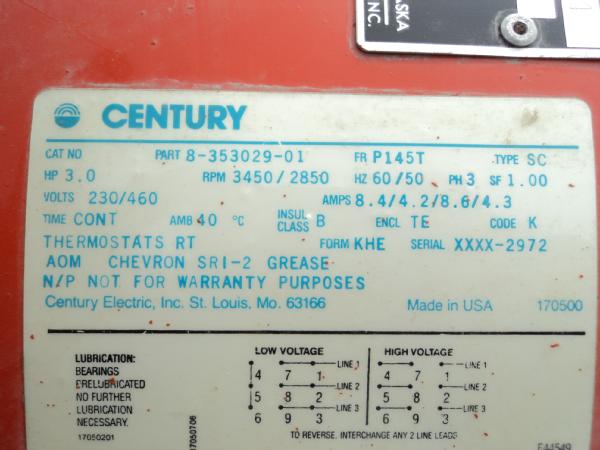 ASKA
NC.
CENTURY
CAT NO PART 8-353029-01 FR P145T TYPE SC
HP 3.0 RPM 3450/2850 HZ 60/50 PH 3 SF 1.00
VOLTS 230/460 AMPS 8.4/4.2/8.6/4.3
TIME CONT AMB 40 °C INSUL CLASS B ENCL TE CODE K
THERMOSTATS RT FORM KHE SERIAL XXXX-2972
AOM CHEVRON SRI-2 GREASE
N/P NOT FOR WARRANTY PURPOSES
Century Electric, Inc. St. Louis, Mo. 63166 Made in USA 170500
LUBRICATION:
BEARINGS
PRELUBRICATED
NO FURTHER
LUBRICATION
NECESSARY.
17050201
17050706
LOW VOLTAGE
LINE 1
4 7 1
LINE 2
5 8 2
LINE 3
6 9 3
HIGH VOLTAGE
LINE 1
4 7 1
LINE 2
5 8 2
LINE 3
6 9 3
TO REVERSE, INTERCHANGE ANY 2 LINE LEADS
E44549